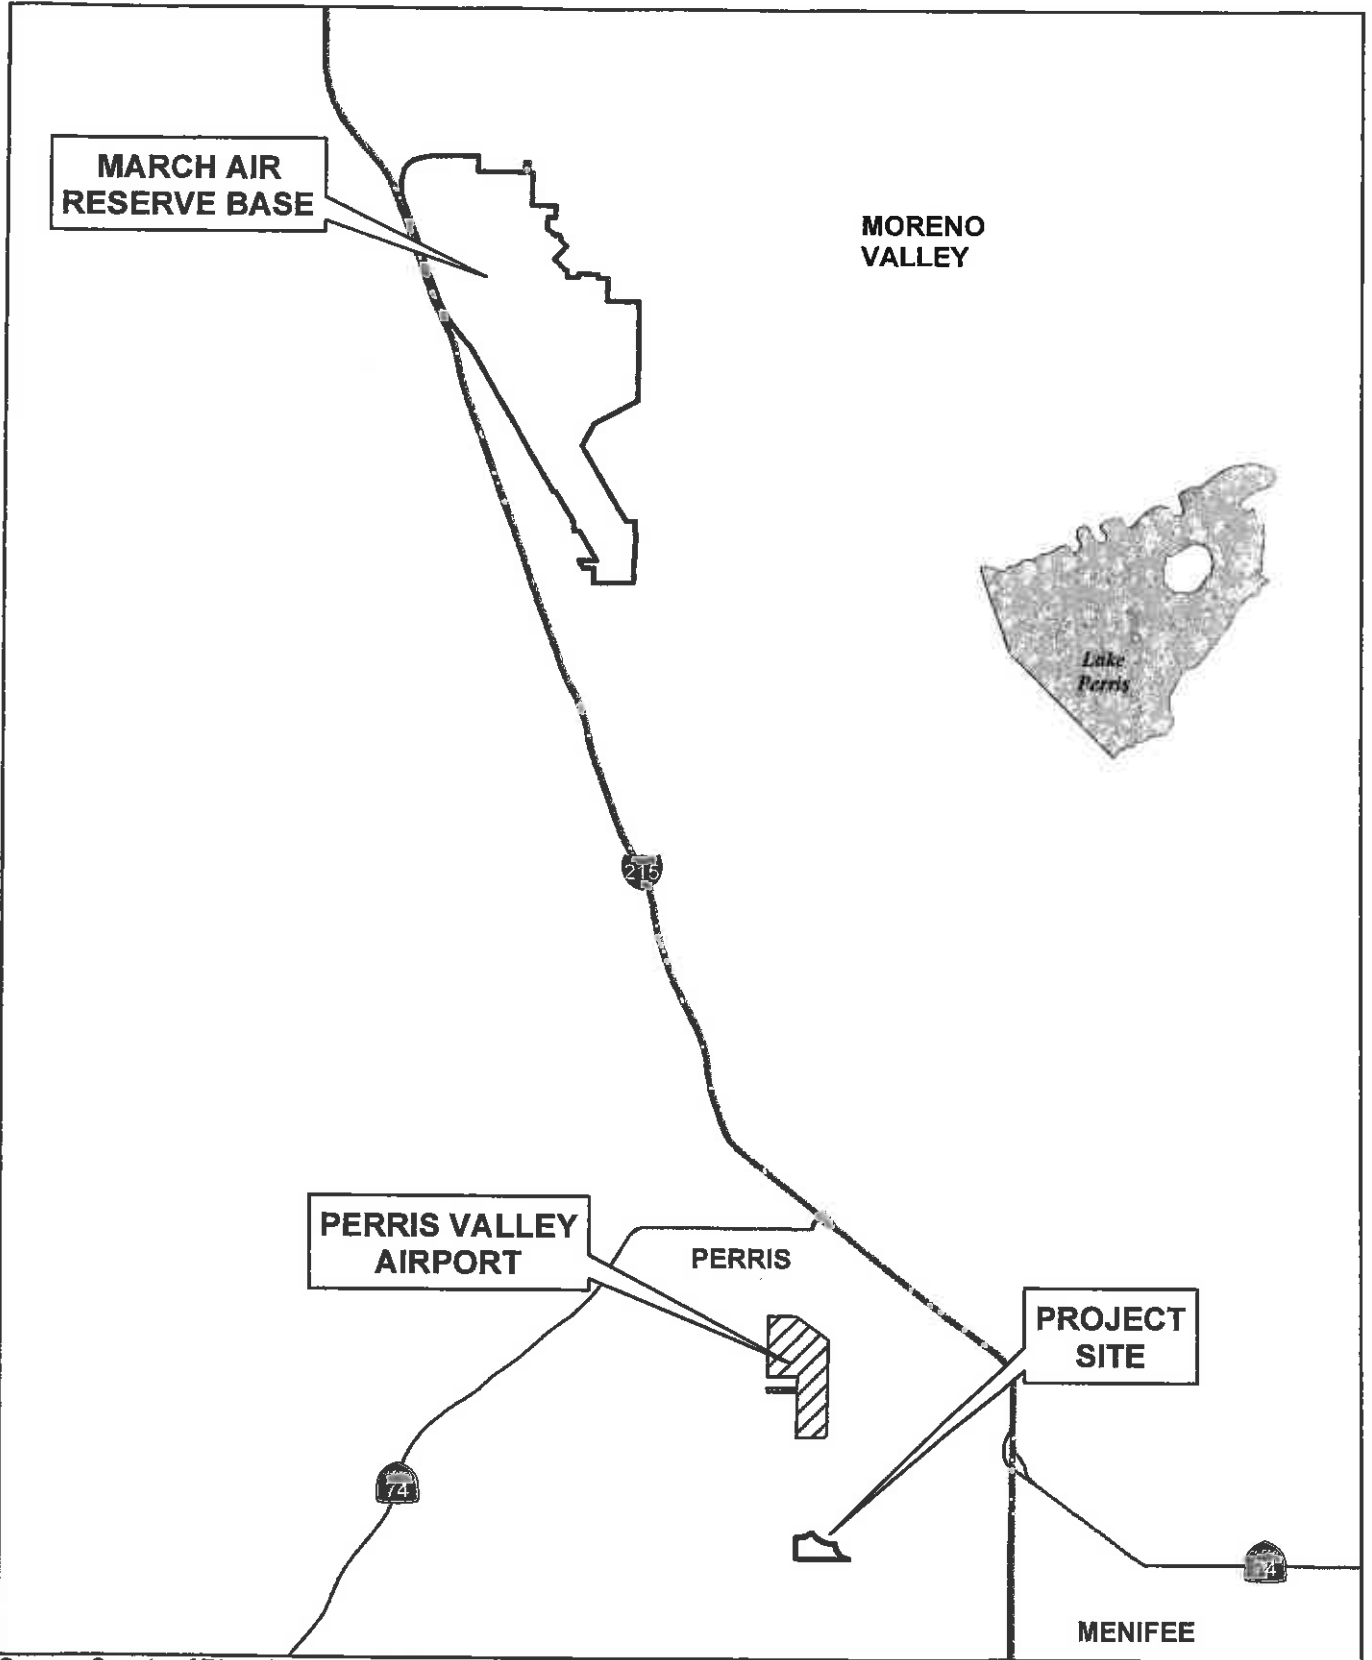 MARCH AIR
RESERVE BASE
MORENO
VALLEY
Lake
Perris
215
PERRIS VALLEY
AIRPORT
PERRIS
PROJECT
SITE
74
MENIFEE